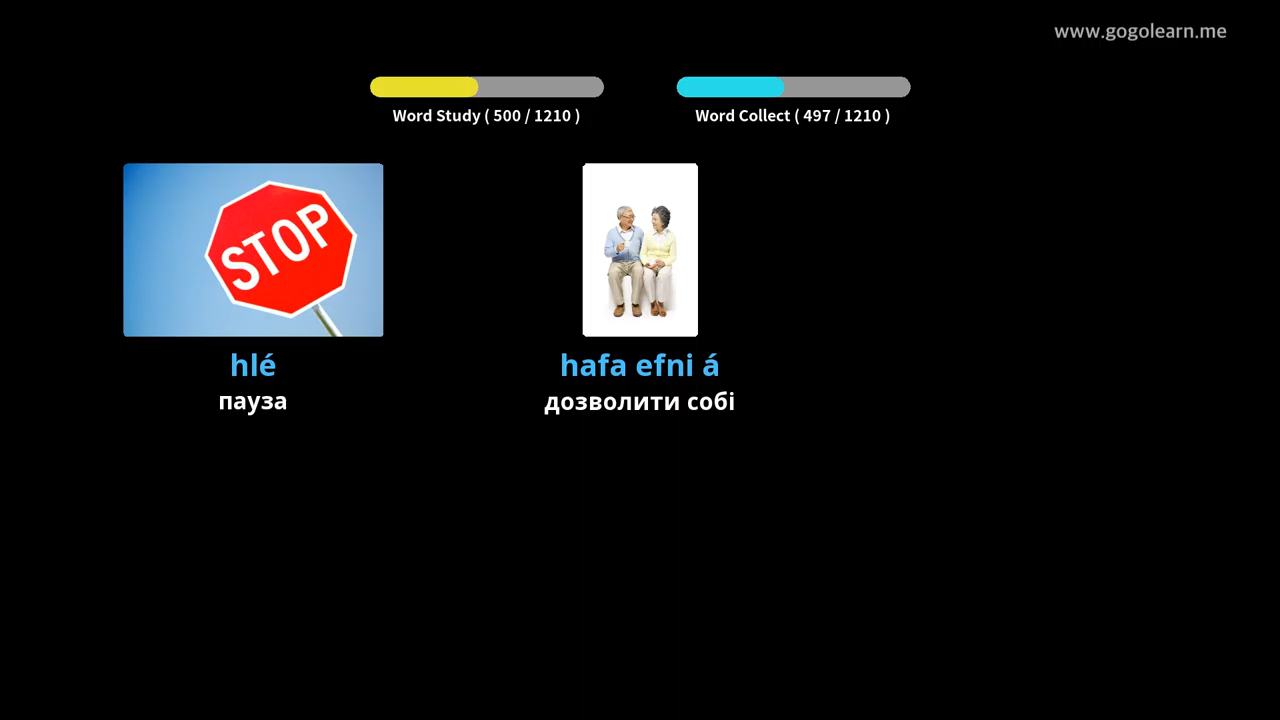 www.gogolearn.me
Word Study ( 500 / 1210 )
Word Collect ( 497 / 1210 )
STOP
hlé
пауза
hafa efni á
дозволити собі